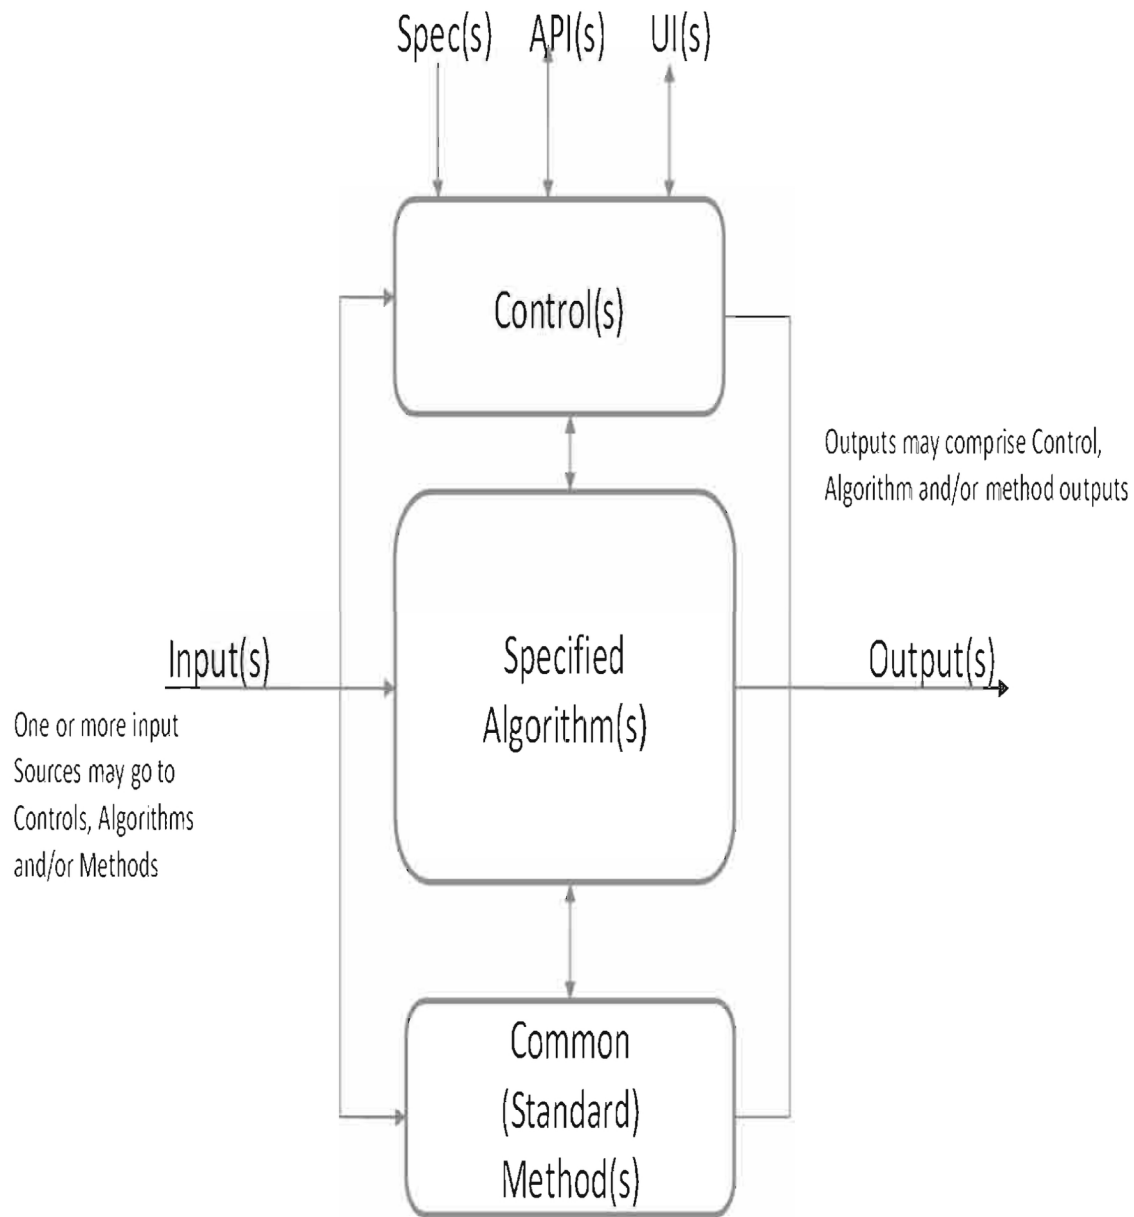 Spec(s) API(s) UI(s)
Control(s)
Outputs may comprise Control,
Algorithm and/or method outputs
Input(s)
Specified
Algorithm(s)
Output(s)
One or more input
Sources may go to
Controls, Algorithms
and/or Methods
Common
(Standard)
Method(s)